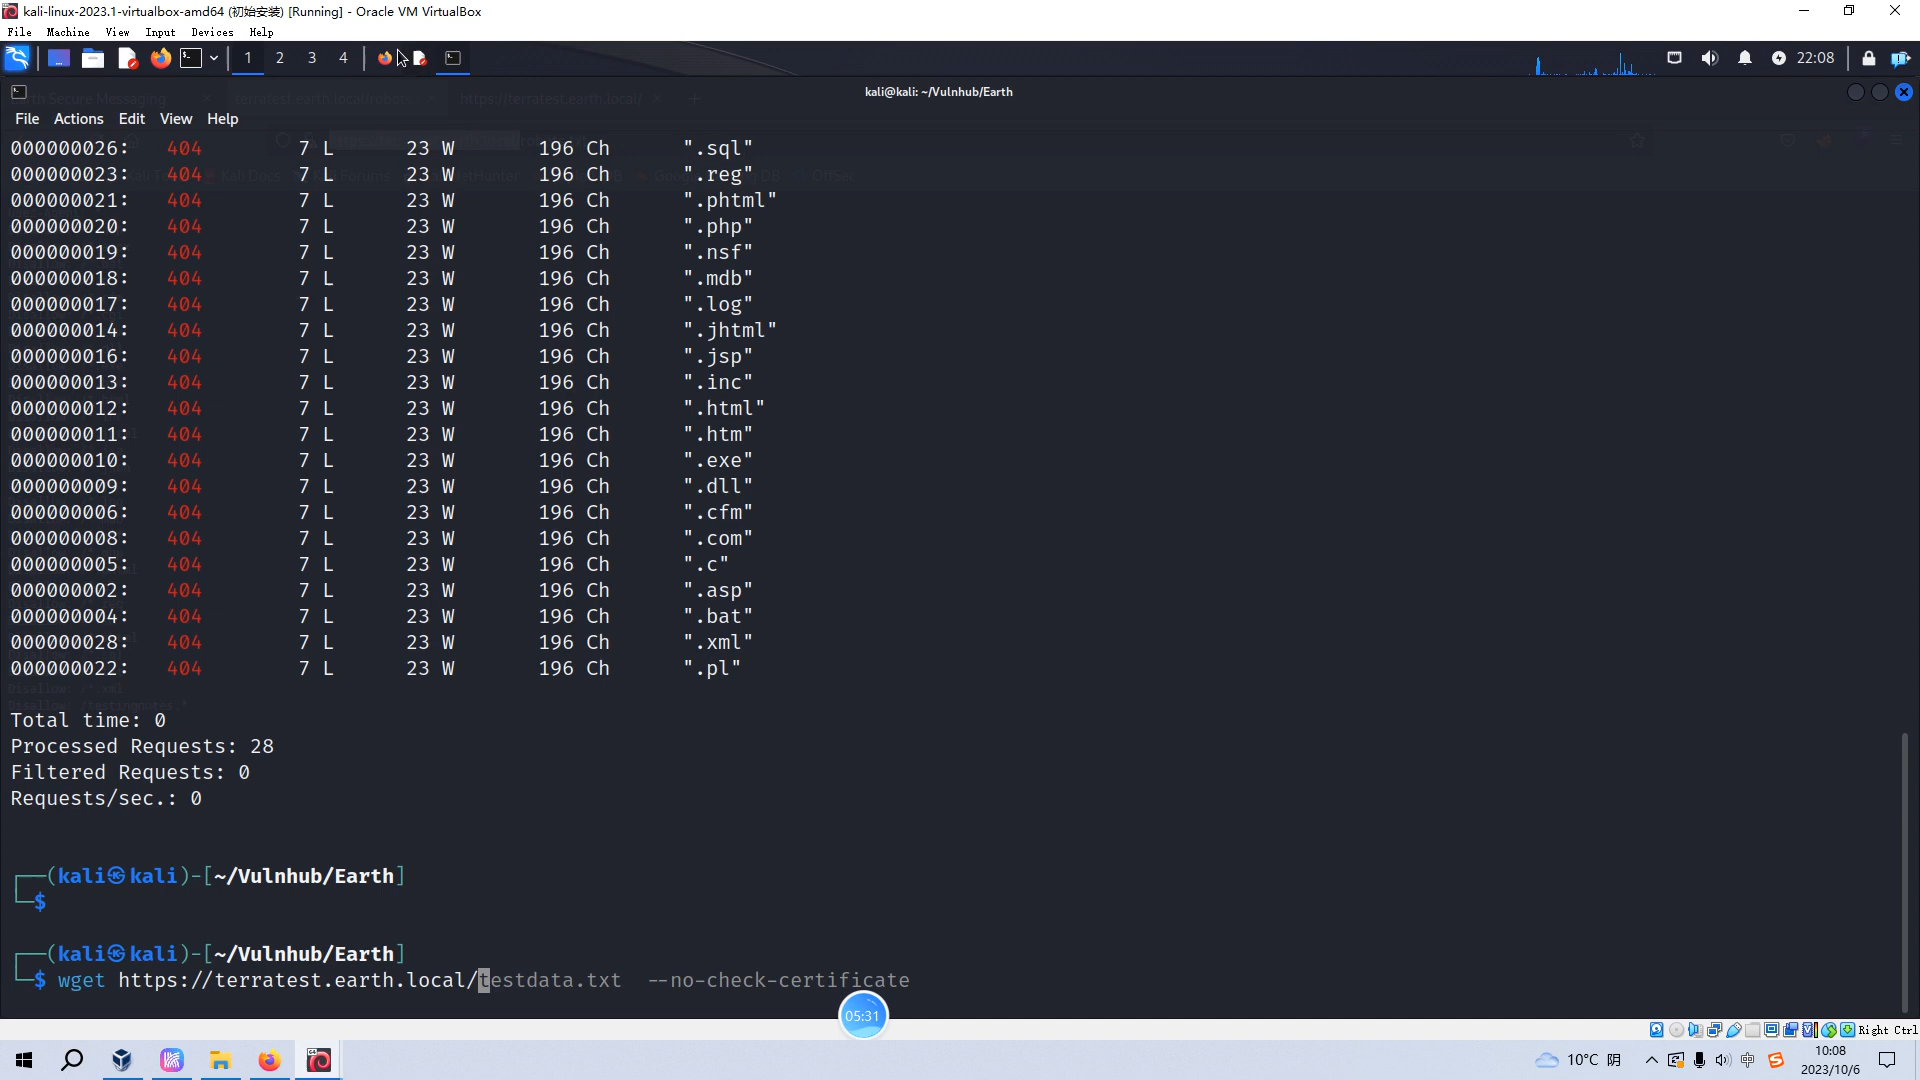 kali-linux-2023.1-virtualbox-amd64 (初始安装) [Running] - Oracle VM VirtualBox
File Machine View Input Devices Help
1 2 3 4 22:08
kali@kali: ~/Vulnhub/Earth
File Actions Edit View Help
000000026: 404 7 L 23 W 196 Ch ".sql"
000000023: 404 7 L 23 W 196 Ch ".reg"
000000021: 404 7 L 23 W 196 Ch ".phtml"
000000020: 404 7 L 23 W 196 Ch ".php"
000000019: 404 7 L 23 W 196 Ch ".nsf"
000000018: 404 7 L 23 W 196 Ch ".mdb"
000000017: 404 7 L 23 W 196 Ch ".log"
000000014: 404 7 L 23 W 196 Ch ".jhtml"
000000016: 404 7 L 23 W 196 Ch ".jsp"
000000013: 404 7 L 23 W 196 Ch ".inc"
000000012: 404 7 L 23 W 196 Ch ".html"
000000011: 404 7 L 23 W 196 Ch ".htm"
000000010: 404 7 L 23 W 196 Ch ".exe"
000000009: 404 7 L 23 W 196 Ch ".dll"
000000006: 404 7 L 23 W 196 Ch ".cfm"
000000008: 404 7 L 23 W 196 Ch ".com"
000000005: 404 7 L 23 W 196 Ch ".c"
000000002: 404 7 L 23 W 196 Ch ".asp"
000000004: 404 7 L 23 W 196 Ch ".bat"
000000028: 404 7 L 23 W 196 Ch ".xml"
000000022: 404 7 L 23 W 196 Ch ".pl"
Disallow: /*.xml
Disallow: /testingnotes.*
Total time: 0
Processed Requests: 28
Filtered Requests: 0
Requests/sec.: 0
┌──(kali㉿kali)-[~/Vulnhub/Earth]
└─$
┌──(kali㉿kali)-[~/Vulnhub/Earth]
└─$ wget https://terratest.earth.local/testdata.txt --no-check-certificate
05:31
Right Ctrl
10°C 阴 中 10:08
2023/10/6